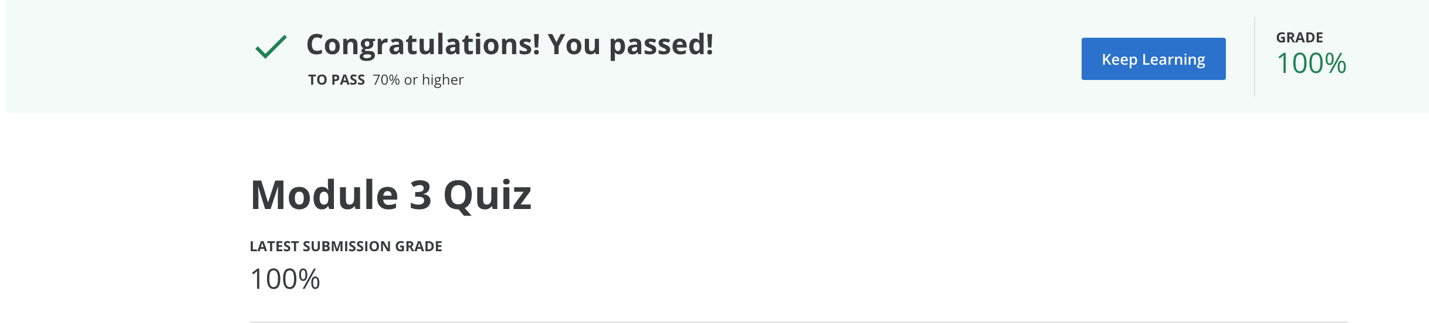 Congratulations! You passed!
TO PASS 70% or higher
Keep Learning
GRADE
100%
Module 3 Quiz
LATEST SUBMISSION GRADE
100%